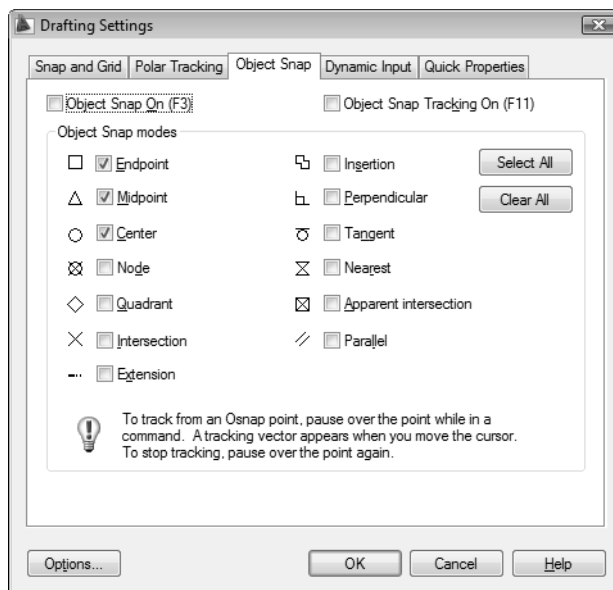 Drafting Settings
Snap and Grid Polar Tracking Object Snap Dynamic Input Quick Properties
Object Snap On (F3) Object Snap Tracking On (F11)
Object Snap modes
Endpoint Insertion Select All
Midpoint Perpendicular Clear All
Center Tangent
Node Nearest
Quadrant Apparent intersection
Intersection Parallel
Extension
To track from an Osnap point, pause over the point while in a
command. A tracking vector appears when you move the cursor.
To stop tracking, pause over the point again.
Options... OK Cancel Help